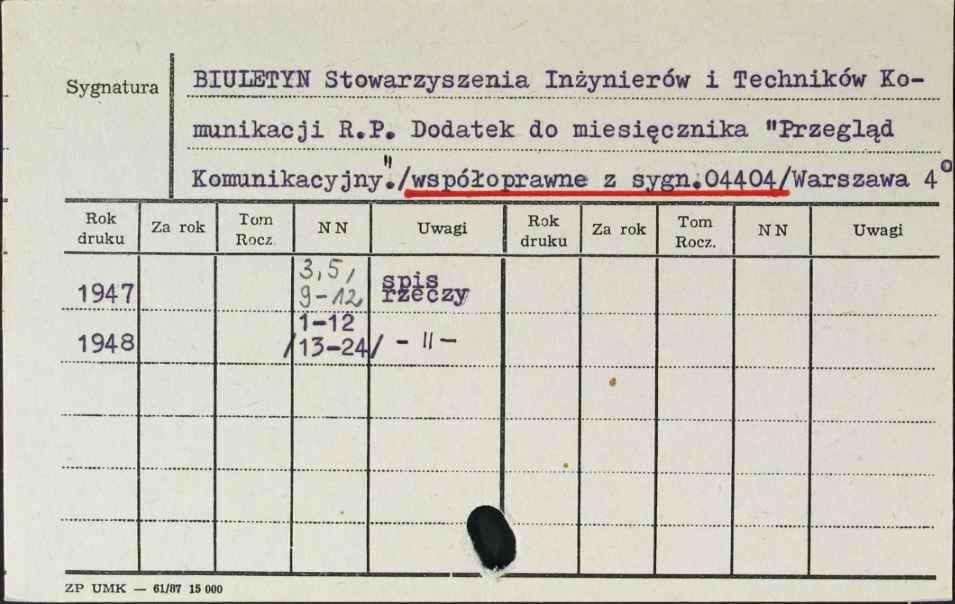 Sygnatura
BIULETYN Stowarzyszenia Inżynierów i Techników Ko-
munikacji R.P. Dodatek do miesięcznika "Przegląd
Komunikacyjny"./współoprawne z sygn.04404/Warszawa 4°
Rok druku Za rok Tom Rocz. NN Uwagi Rok druku Za rok Tom Rocz. NN Uwagi
1947 3,5, 9-12, spis rzeczy
1948 1-12 /13-24/ - " -
ZP UMK — 61/87 15 000